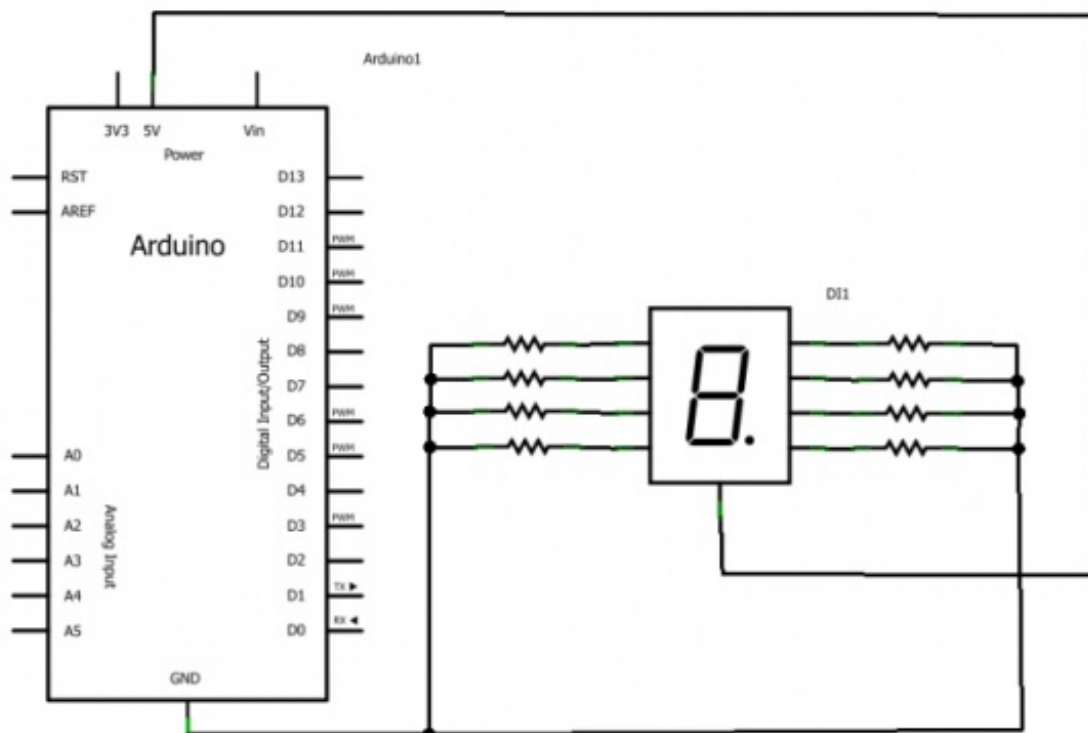 Arduino1
3V3 5V Vin
Power
RST D13
AREF D12
Arduino D11 PWM
D10 PWM
D9 PWM
D8
D7
D6 PWM
A0 D5 PWM
A1 D4
A2 D3 PWM
A3 D2
A4 D1 TX ▶
A5 D0 RX ◀
Digital Input/Output
Analog Input
GND
DI1
8.